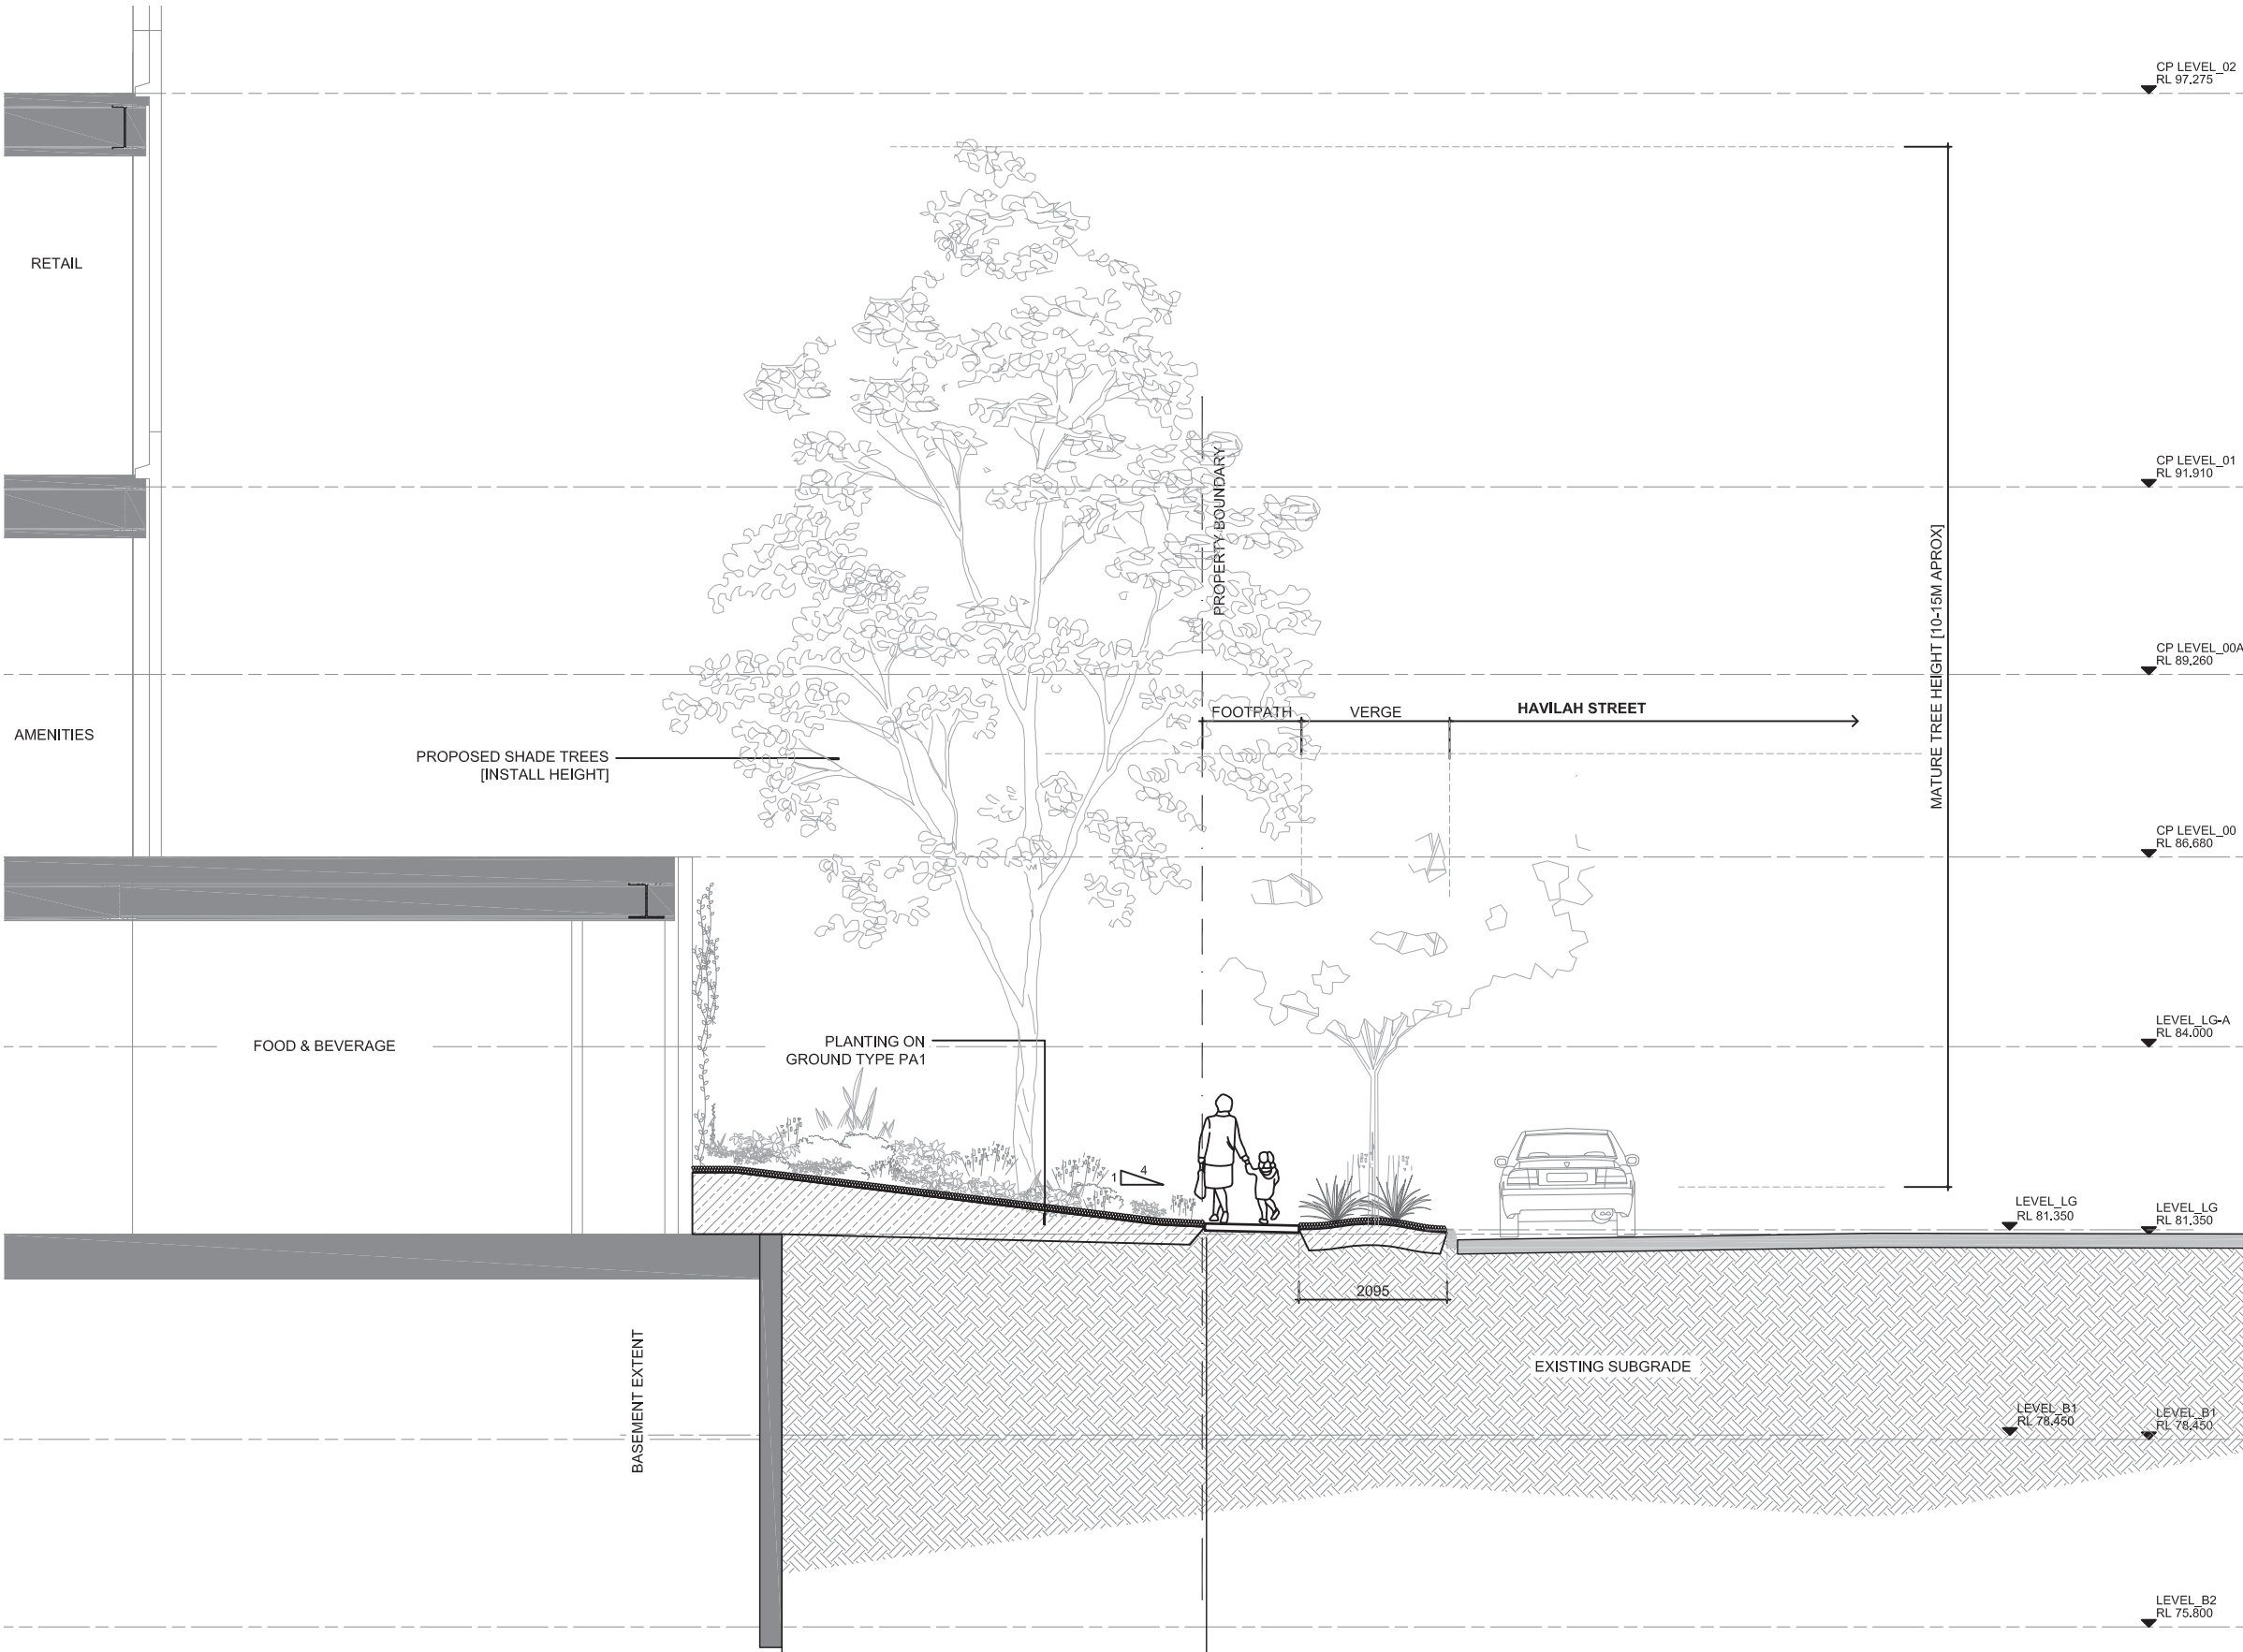 CP LEVEL_02
RL 97.275
RETAIL
CP LEVEL_01
RL 91.910
PROPERTY BOUNDARY
MATURE TREE HEIGHT [10-15M APROX]
CP LEVEL_00A
RL 89.260
FOOTPATH
VERGE
HAVILAH STREET
AMENITIES
PROPOSED SHADE TREES
[INSTALL HEIGHT]
CP LEVEL_00
RL 86.680
FOOD & BEVERAGE
PLANTING ON
GROUND TYPE PA1
LEVEL_LG-A
RL 84.000
1
4
LEVEL_LG
RL 81.350
LEVEL_LG
RL 81.350
2095
BASEMENT EXTENT
EXISTING SUBGRADE
LEVEL_B1
RL 78.450
LEVEL_B1
RL 78.450
LEVEL_B2
RL 75.800